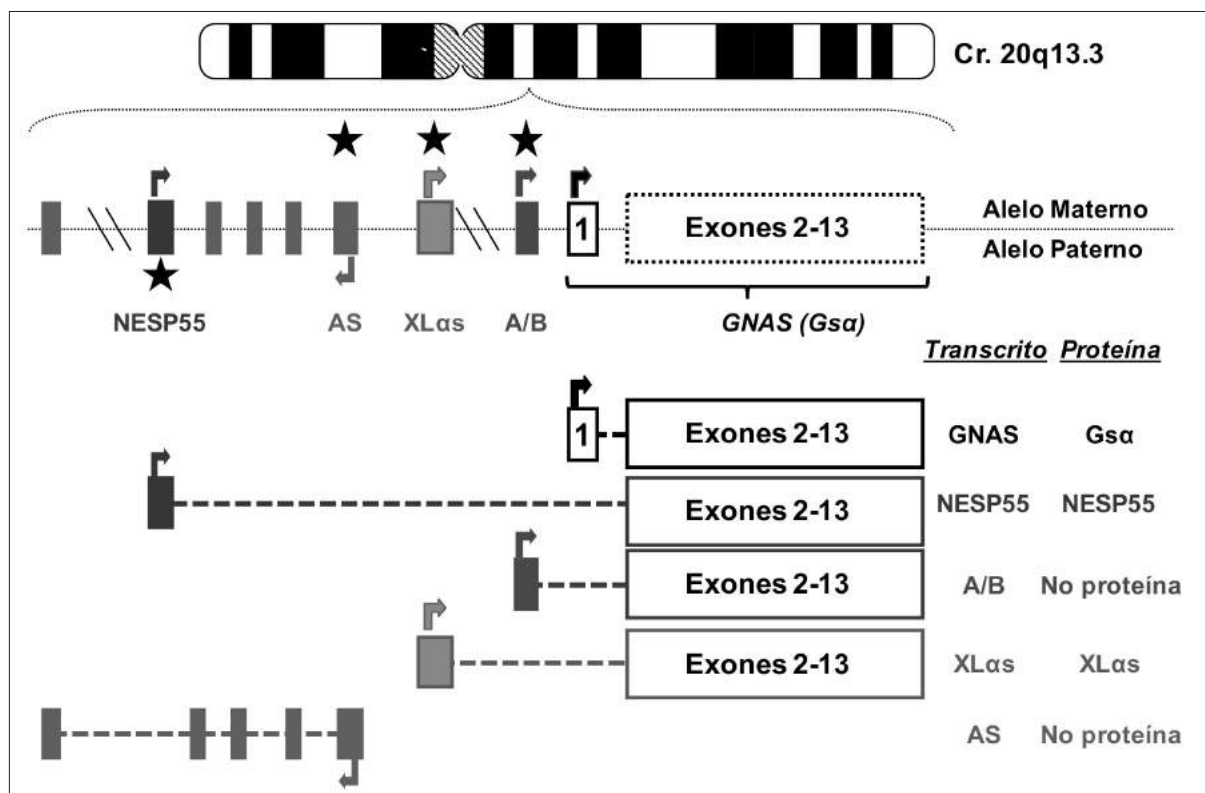 Cr. 20q13.3
1 Exones 2-13
Alelo Materno
Alelo Paterno
NESP55 AS XLαs A/B GNAS (Gsα)
Transcrito Proteína
1 Exones 2-13 GNAS Gsα
Exones 2-13 NESP55 NESP55
Exones 2-13 A/B No proteína
Exones 2-13 XLαs XLαs
AS No proteína